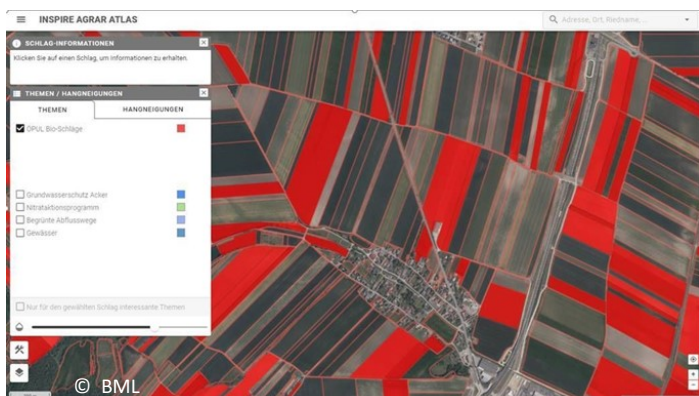 INSPIRE AGRAR ATLAS
Adresse, Ort, Riedname,...
SCHLAG-INFORMATIONEN
Klicken Sie auf einen Schlag, um Informationen zu erhalten.
THEMEN / HANGNEIGUNGEN
THEMEN
HANGNEIGUNGEN
ÖPUL Bio-Schläge
Grundwasserschutz Acker
Nitrataktionsprogramm
Begrünte Abflusswege
Gewässer
Nur für den gewählten Schlag interessante Themen
© BML